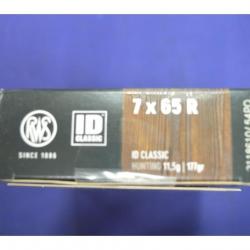 7 x 65 R
RWS
SINCE 1886
ID
CLASSIC
ID CLASSIC
HUNTING 11,5g | 177gr